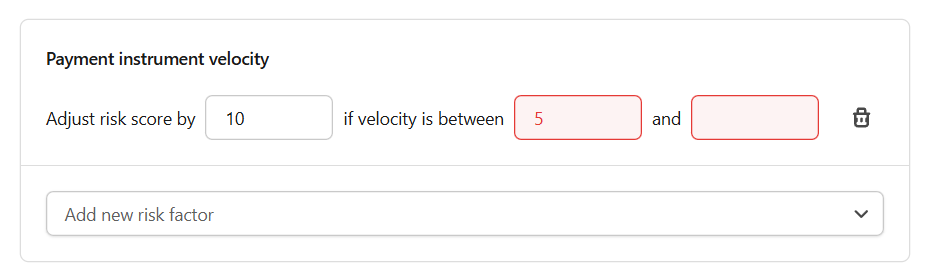 Payment instrument velocity
Adjust risk score by 10 if velocity is between 5 and
Add new risk factor